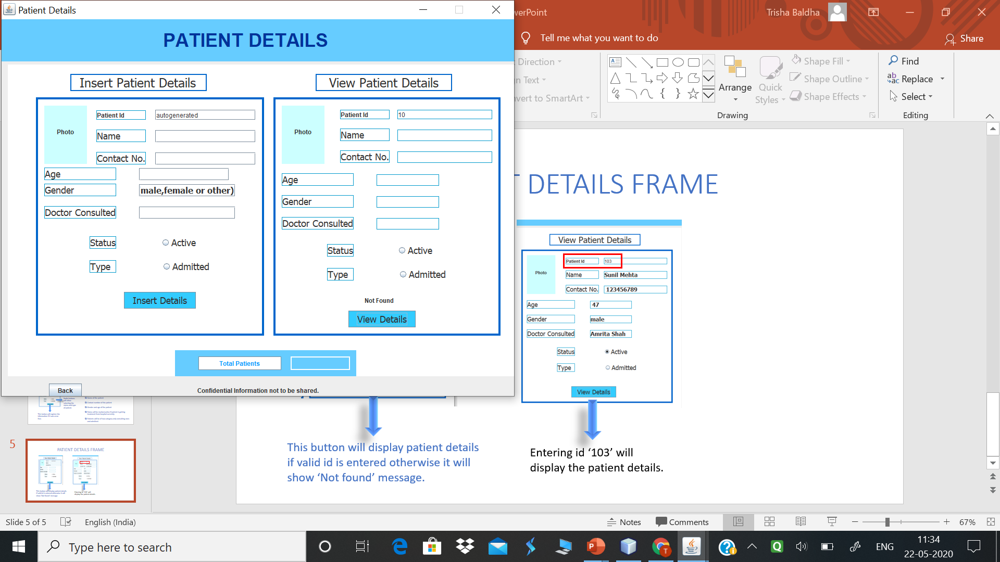 Patient Details
PATIENT DETAILS
Insert Patient Details
Photo
Patient Id
autogenerated
Name
Contact No.
Age
Gender
male,female or other)
Doctor Consulted
Status
Active
Type
Admitted
Insert Details
View Patient Details
Photo
Patient Id
10
Name
Contact No.
Age
Gender
Doctor Consulted
Status
Active
Type
Admitted
Not Found
View Details
Total Patients
Back
Confidential Information not to be shared.
werPoint
Trisha Baldha
Tell me what you want to do
Share
Direction
n Text
nvert to SmartArt
Arrange
Quick
Styles
Shape Fill
Shape Outline
Shape Effects
Drawing
Find
Replace
Select
Editing
T DETAILS FRAME
View Patient Details
Photo
Patient Id
103
Name
Sunil Mehta
Contact No.
123456789
Age
47
Gender
male
Doctor Consulted
Amrita Shah
Status
Active
Type
Admitted
View Details
This button will display patient details
if valid id is entered otherwise it will
show ‘Not found’ message.
Entering id ‘103’ will
display the patient details.
5
PATIENT DETAILS FRAME
Slide 5 of 5
English (India)
Notes
Comments
67%
Type here to search
ENG
11:34
22-05-2020